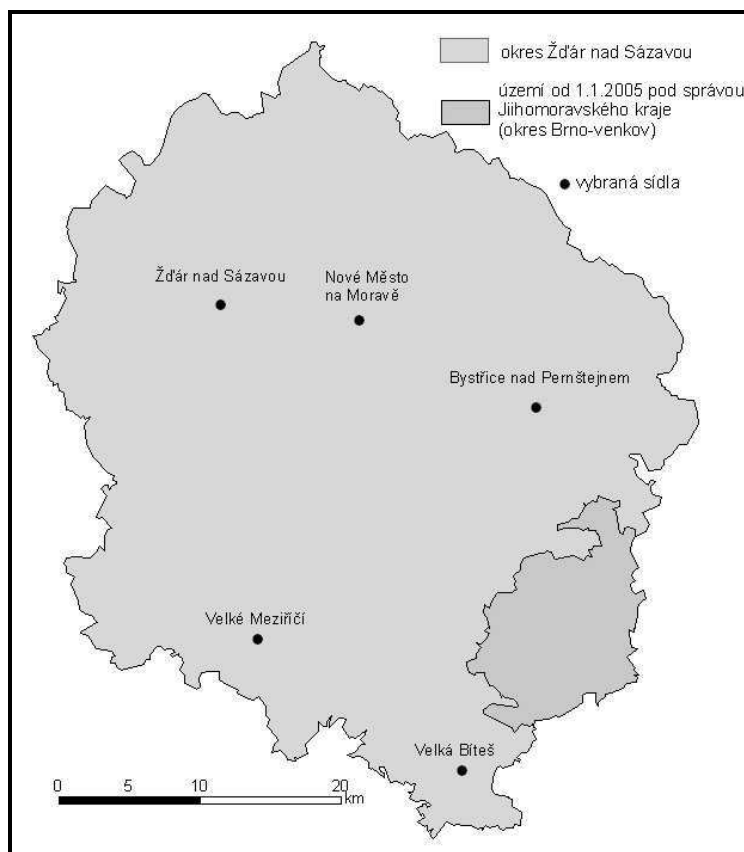 okres Žďár nad Sázavou
území od 1.1.2005 pod správou
Jiihomoravského kraje
(okres Brno-venkov)
vybraná sídla
Žďár nad Sázavou
Nové Město
na Moravě
Bystřice nad Pernštejnem
Velké Meziříčí
Velká Bíteš
0 5 10 20
km